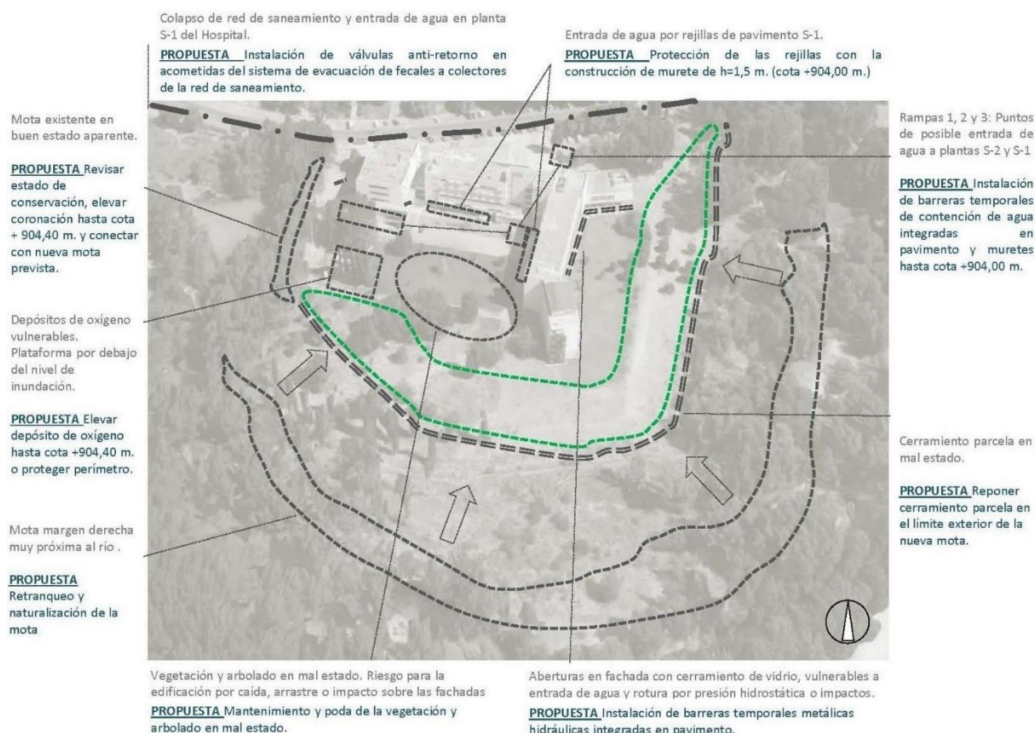 Colapso de red de saneamiento y entrada de agua en planta
S-1 del Hospital.
PROPUESTA Instalación de válvulas anti-retorno en
acometidas del sistema de evacuación de fecales a colectores
de la red de saneamiento.
Entrada de agua por rejillas de pavimento S-1.
PROPUESTA Protección de las rejillas con la
construcción de murete de h=1,5 m. (cota +904,00 m.)
Mota existente en
buen estado aparente.
PROPUESTA Revisar
estado de
conservación, elevar
coronación hasta cota
+ 904,40 m. y conectar
con nueva mota
prevista.
Rampas 1, 2 y 3: Puntos
de posible entrada de
agua a plantas S-2 y S-1
PROPUESTA Instalación
de barreras temporales
de contención de agua
integradas en
pavimento y muretes
hasta cota +904,00 m.
Depósitos de oxígeno
vulnerables.
Plataforma por debajo
del nivel de
inundación.
PROPUESTA Elevar
depósito de oxígeno
hasta cota +904,40 m.
o proteger perímetro.
Cerramiento parcela en
mal estado.
PROPUESTA Reponer
cerramiento parcela en
el límite exterior de la
nueva mota.
Mota margen derecha
muy próxima al río .
PROPUESTA
Retranqueo y
naturalización de la
mota
Vegetación y arbolado en mal estado. Riesgo para la
edificación por caída, arrastre o impacto sobre las fachadas
PROPUESTA Mantenimiento y poda de la vegetación y
arbolado en mal estado.
Aberturas en fachada con cerramiento de vidrio, vulnerables a
entrada de agua y rotura por presión hidrostática o impactos.
PROPUESTA Instalación de barreras temporales metálicas
hidráulicas integradas en pavimento.